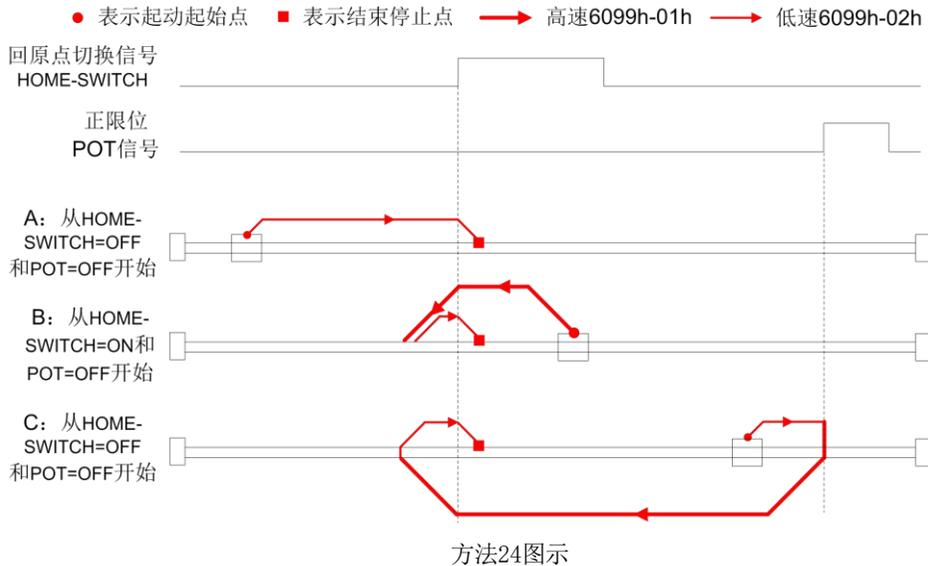 表示起动起始点 表示结束停止点 高速6099h-01h 低速6099h-02h
回原点切换信号
HOME-SWITCH
正限位
POT信号
A：从HOME-
SWITCH=OFF
和POT=OFF开始
B：从HOME-
SWITCH=ON和
POT=OFF开始
C：从HOME-
SWITCH=OFF
和POT=OFF开始
方法24图示